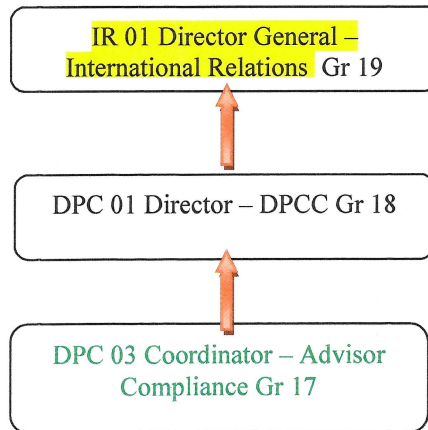 IR 01 Director General –
International Relations Gr 19
DPC 01 Director – DPCC Gr 18
DPC 03 Coordinator – Advisor
Compliance Gr 17